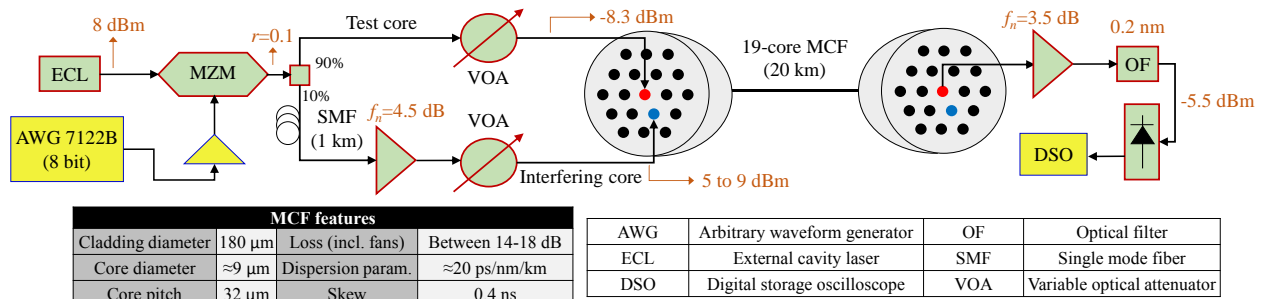 8 dBm
ECL
MZM
r=0.1
90%
10%
Test core
VOA
-8.3 dBm
SMF
(1 km)
fn=4.5 dB
VOA
Interfering core
5 to 9 dBm
AWG 7122B
(8 bit)
19-core MCF
(20 km)
fn=3.5 dB
0.2 nm
OF
-5.5 dBm
DSO
MCF features
Cladding diameter 180 μm Loss (incl. fans) Between 14-18 dB
Core diameter ≈9 μm Dispersion param. ≈20 ps/nm/km
Core pitch 32 μm Skew 0.4 ns
AWG Arbitrary waveform generator OF Optical filter
ECL External cavity laser SMF Single mode fiber
DSO Digital storage oscilloscope VOA Variable optical attenuator